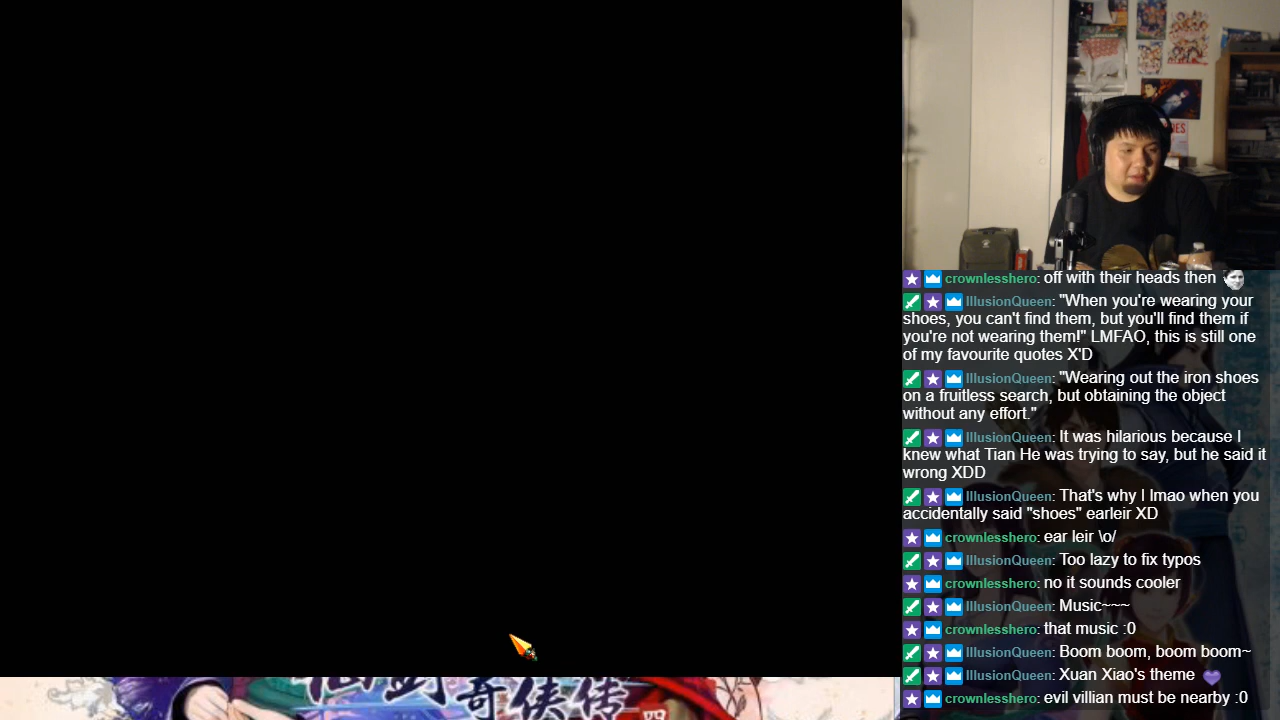 crownlesshero: off with their heads then
IllusionQueen: "When you're wearing your
shoes, you can't find them, but you'll find them if
you're not wearing them!" LMFAO, this is still one
of my favourite quotes X'D
IllusionQueen: "Wearing out the iron shoes
on a fruitless search, but obtaining the object
without any effort."
IllusionQueen: It was hilarious because I
knew what Tian He was trying to say, but he said it
wrong XDD
IllusionQueen: That's why I lmao when you
accidentally said "shoes" earleir XD
crownlesshero: ear leir \o/
IllusionQueen: Too lazy to fix typos
crownlesshero: no it sounds cooler
IllusionQueen: Music~~~
crownlesshero: that music :0
IllusionQueen: Boom boom, boom boom~
IllusionQueen: Xuan Xiao's theme
crownlesshero: evil villian must be nearby :0
仙剑奇侠传
四